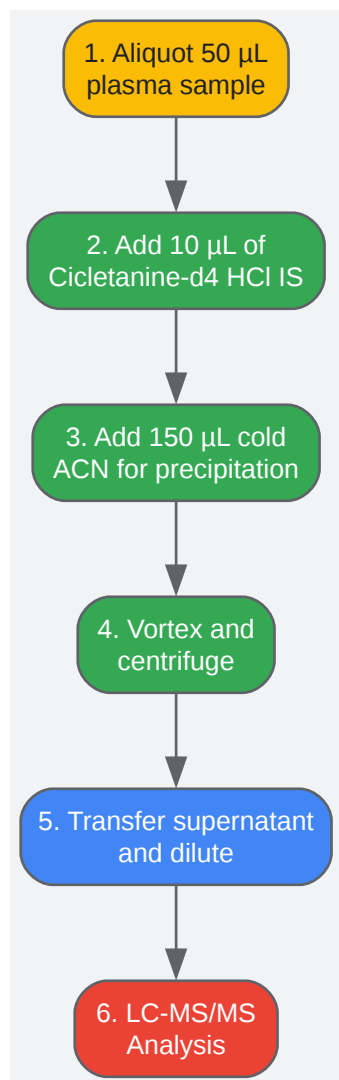 1. Aliquot 50 µL
plasma sample
2. Add 10 µL of
Cicletanine-d4 HCl IS
3. Add 150 µL cold
ACN for precipitation
4. Vortex and
centrifuge
5. Transfer supernatant
and dilute
6. LC-MS/MS
Analysis